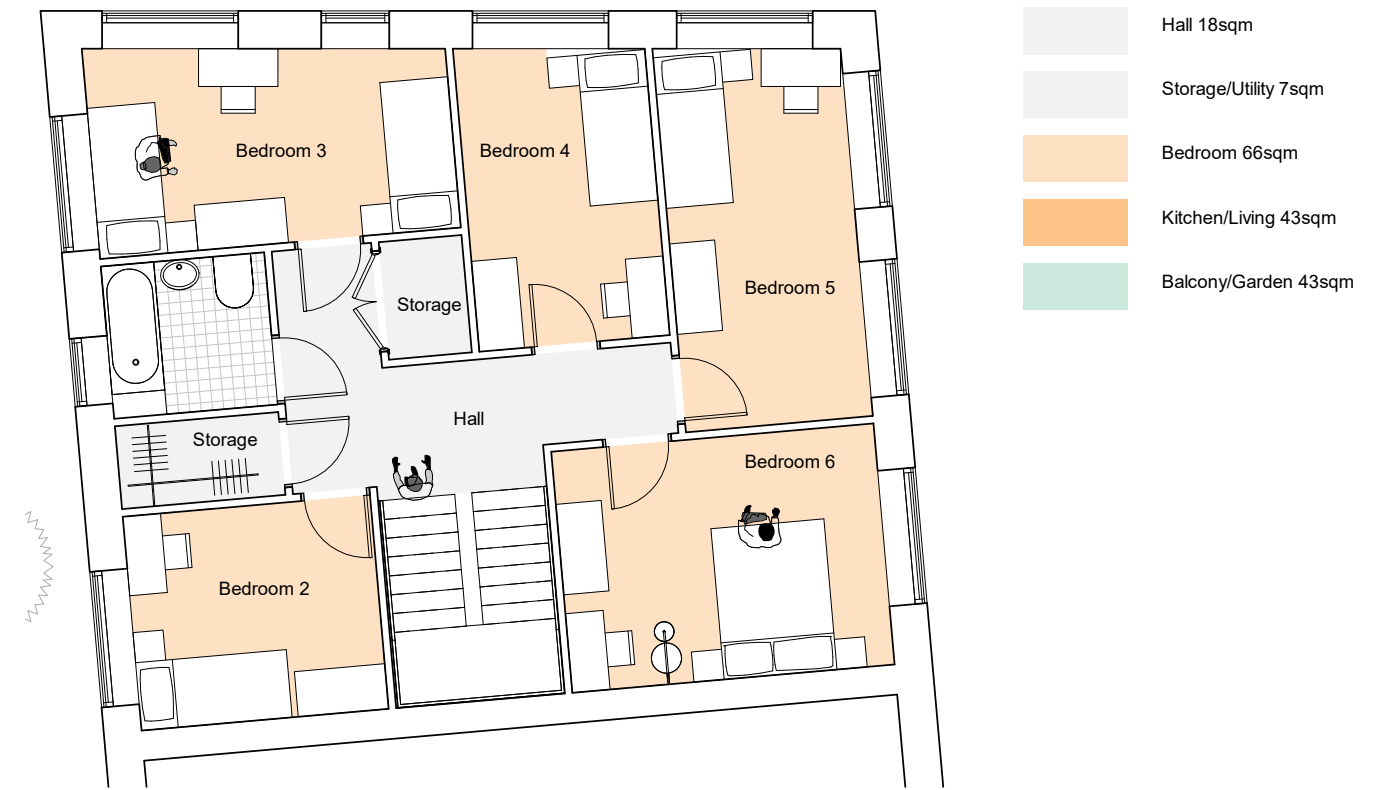 Hall 18sqm
Storage/Utility 7sqm
Bedroom 66sqm
Kitchen/Living 43sqm
Balcony/Garden 43sqm
Bedroom 3
Bedroom 4
Bedroom 5
Storage
Hall
Storage
Bedroom 6
Bedroom 2